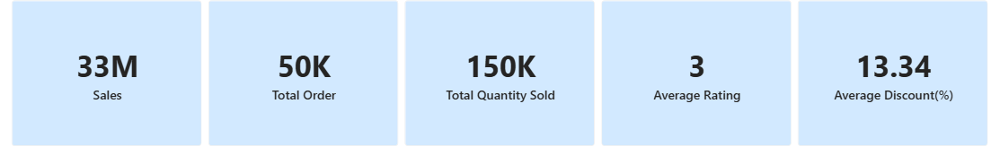 33M
Sales
50K
Total Order
150K
Total Quantity Sold
3
Average Rating
13.34
Average Discount(%)